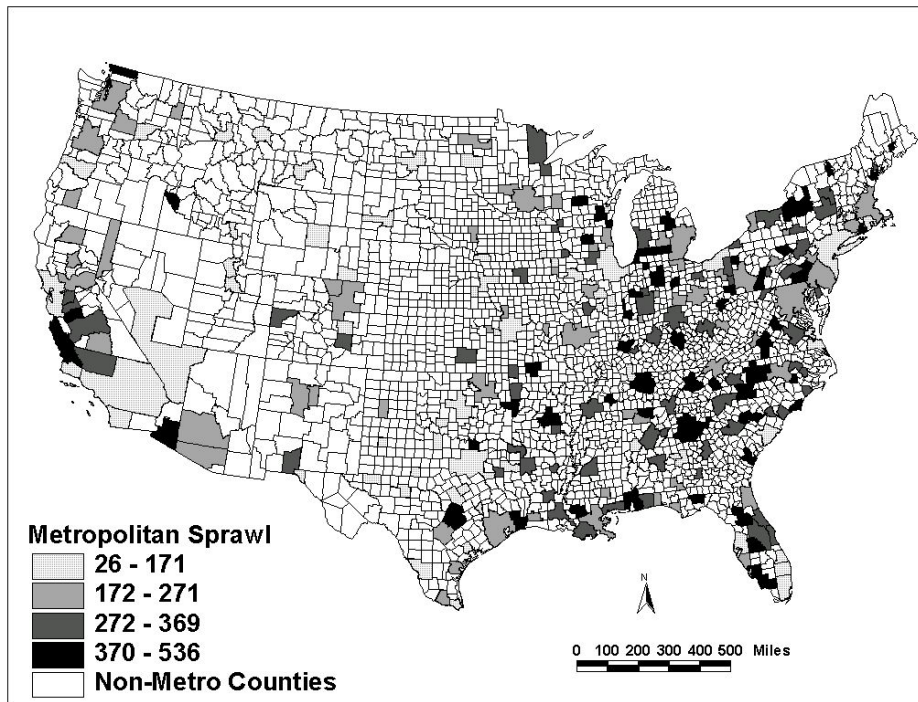 N
Metropolitan Sprawl
26 - 171
172 - 271
272 - 369
370 - 536
Non-Metro Counties
0 100 200 300 400 500 Miles